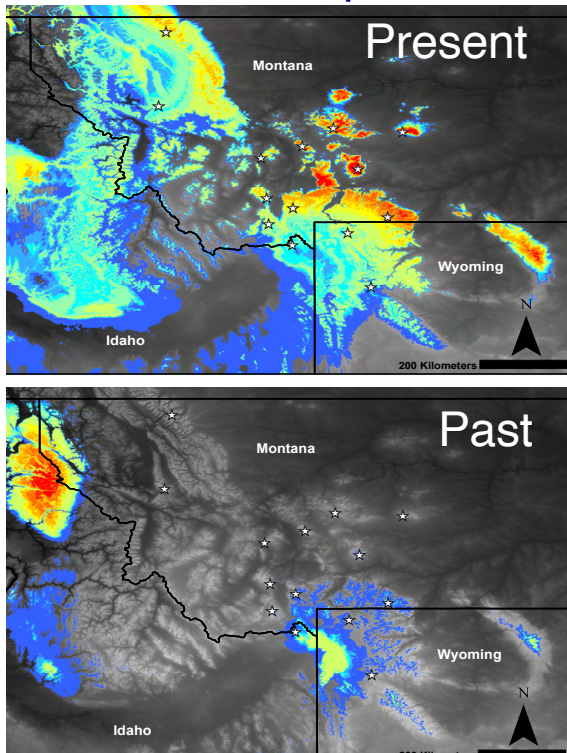 Present
Montana
Wyoming
N
Idaho
200 Kilometers
Past
Montana
Wyoming
N
Idaho